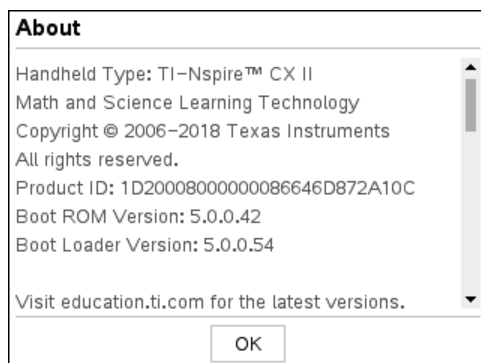 About
Handheld Type: TI-Nspire™ CX II
Math and Science Learning Technology
Copyright © 2006-2018 Texas Instruments
All rights reserved.
Product ID: 1D20008000000086646D872A10C
Boot ROM Version: 5.0.0.42
Boot Loader Version: 5.0.0.54
Visit education.ti.com for the latest versions.
OK